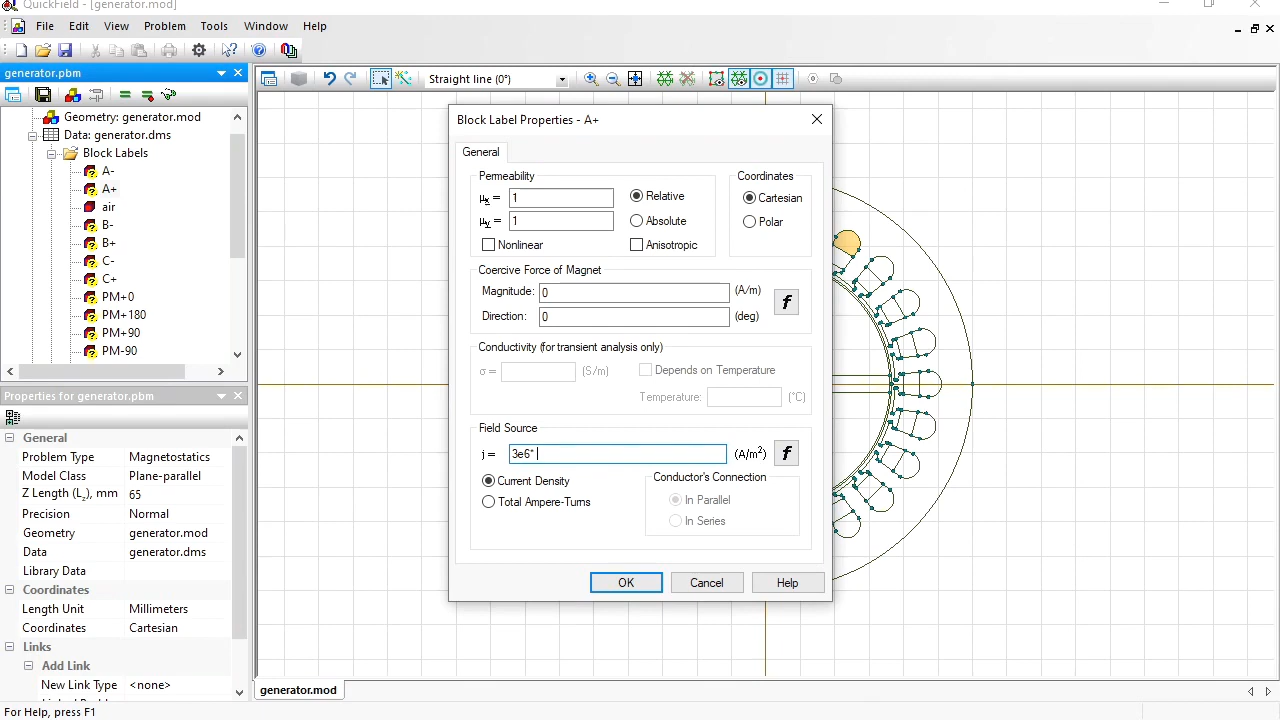 QuickField - [generator.mod]
File Edit View Problem Tools Window Help
generator.pbm
Straight line (0°)
Geometry: generator.mod
Data: generator.dms
Block Labels
A-
A+
air
B-
B+
C-
C+
PM+0
PM+180
PM+90
PM-90
Properties for generator.pbm
General
Problem Type Magnetostatics
Model Class Plane-parallel
Z Length (Lz), mm 65
Precision Normal
Geometry generator.mod
Data generator.dms
Library Data
Coordinates
Length Unit Millimeters
Coordinates Cartesian
Links
Add Link
New Link Type <none>
Block Label Properties - A+
General
Permeability
μx = 1
μy = 1
Relative
Absolute
Nonlinear
Anisotropic
Coordinates
Cartesian
Polar
Coercive Force of Magnet
Magnitude: 0 (A/m)
Direction: 0 (deg)
f
Conductivity (for transient analysis only)
σ = (S/m)
Depends on Temperature
Temperature: (°C)
Field Source
j = 3e6* (A/m²)
f
Current Density
Total Ampere-Turns
Conductor's Connection
In Parallel
In Series
OK Cancel Help
generator.mod
For Help, press F1